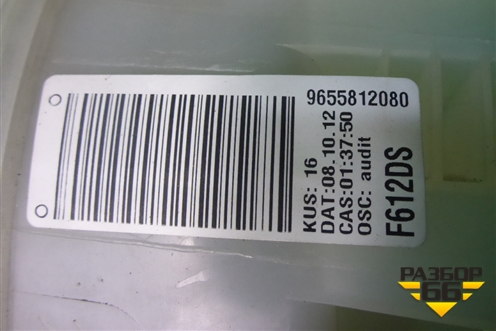 9655812080
KUS: 16
DAT:08.10.12
CAS:01:37:50
OSC: audit
F612DS
РАЗБОР
66